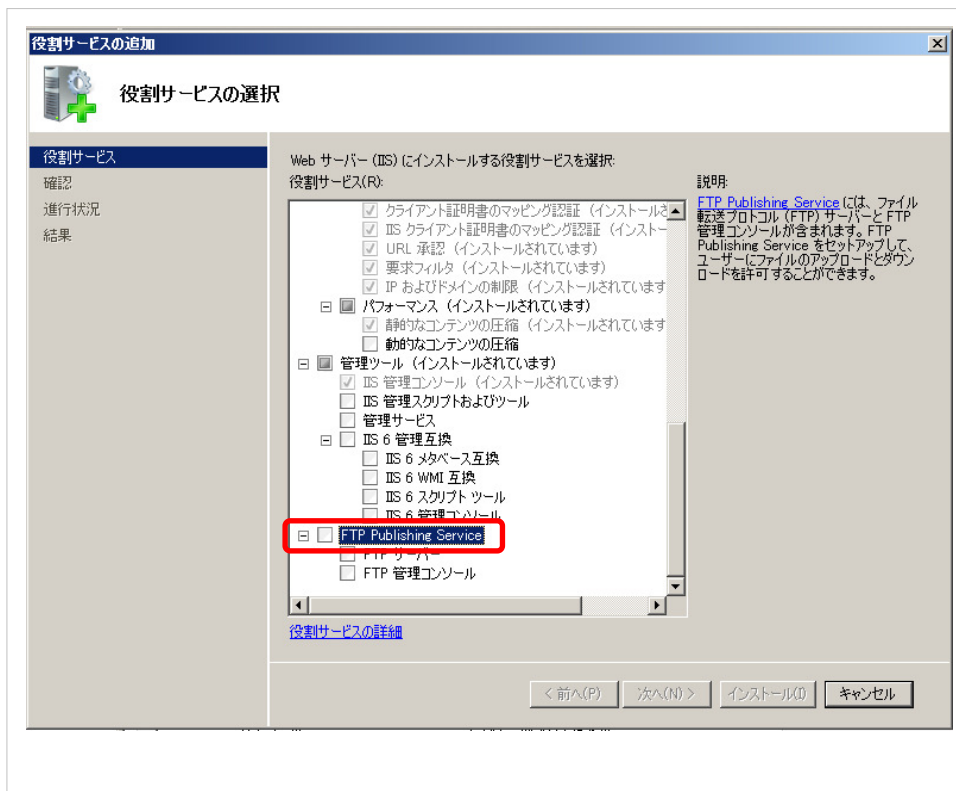 役割サービスの追加
役割サービスの選択
役割サービス
確認
進行状況
結果
Web サーバー (IIS) にインストールする役割サービスを選択:
役割サービス(R):
クライアント証明書のマッピング認証 (インストールさ
IIS クライアント証明書のマッピング認証 (インストー
URL 承認 (インストールされています)
要求フィルタ (インストールされています)
IP およびドメインの制限 (インストールされています
パフォーマンス (インストールされています)
静的なコンテンツの圧縮 (インストールされています
動的なコンテンツの圧縮
管理ツール (インストールされています)
IIS 管理コンソール (インストールされています)
IIS 管理スクリプトおよびツール
管理サービス
IIS 6 管理互換
IIS 6 メタベース互換
IIS 6 WMI 互換
IIS 6 スクリプト ツール
IIS 6 管理コンソール
FTP Publishing Service
FTP サーバー
FTP 管理コンソール
役割サービスの詳細
説明:
FTP Publishing Service には、ファイル
転送プロトコル (FTP) サーバーと FTP
管理コンソールが含まれます。FTP
Publishing Service をセットアップして、
ユーザーにファイルのアップロードとダウン
ロードを許可することができます。
< 前へ(P)
次へ(N) >
インストール(I)
キャンセル